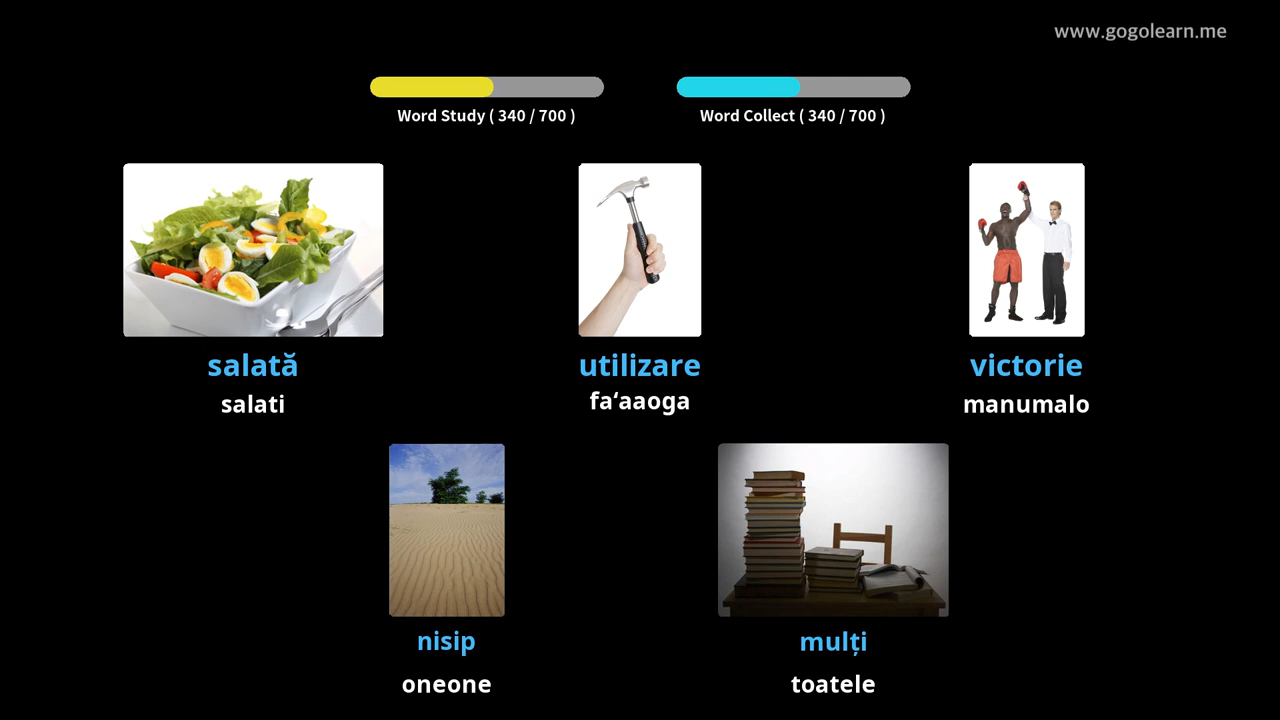 www.gogolearn.me
Word Study ( 340 / 700 )
Word Collect ( 340 / 700 )
salată
utilizare
victorie
salati
fa‘aaoga
manumalo
nisip
mulți
oneone
toatele